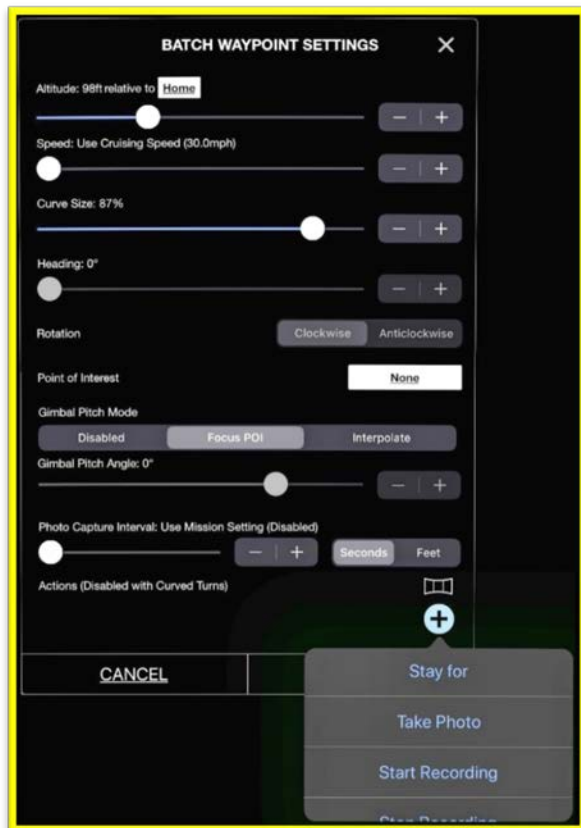 BATCH WAYPOINT SETTINGS
Altitude: 98ft relative to Home
Speed: Use Cruising Speed (30.0mph)
Curve Size: 87%
Heading: 0°
Rotation Clockwise Anticlockwise
Point of Interest None
Gimbal Pitch Mode
Disabled Focus POI Interpolate
Gimbal Pitch Angle: 0°
Photo Capture Interval: Use Mission Setting (Disabled)
Seconds Feet
Actions (Disabled with Curved Turns)
CANCEL
Stay for
Take Photo
Start Recording
Stop Recording